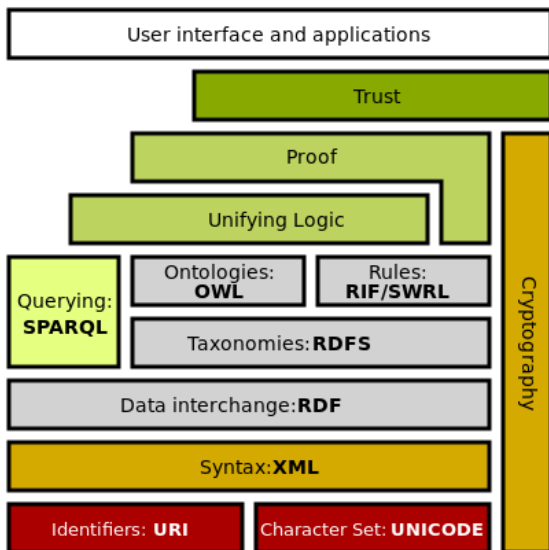 User interface and applications
Trust
Proof
Unifying Logic
Ontologies:
OWL
Rules:
RIF/SWRL
Querying:
SPARQL
Taxonomies:RDFS
Cryptography
Data interchange:RDF
Syntax:XML
Identifiers: URI
Character Set: UNICODE